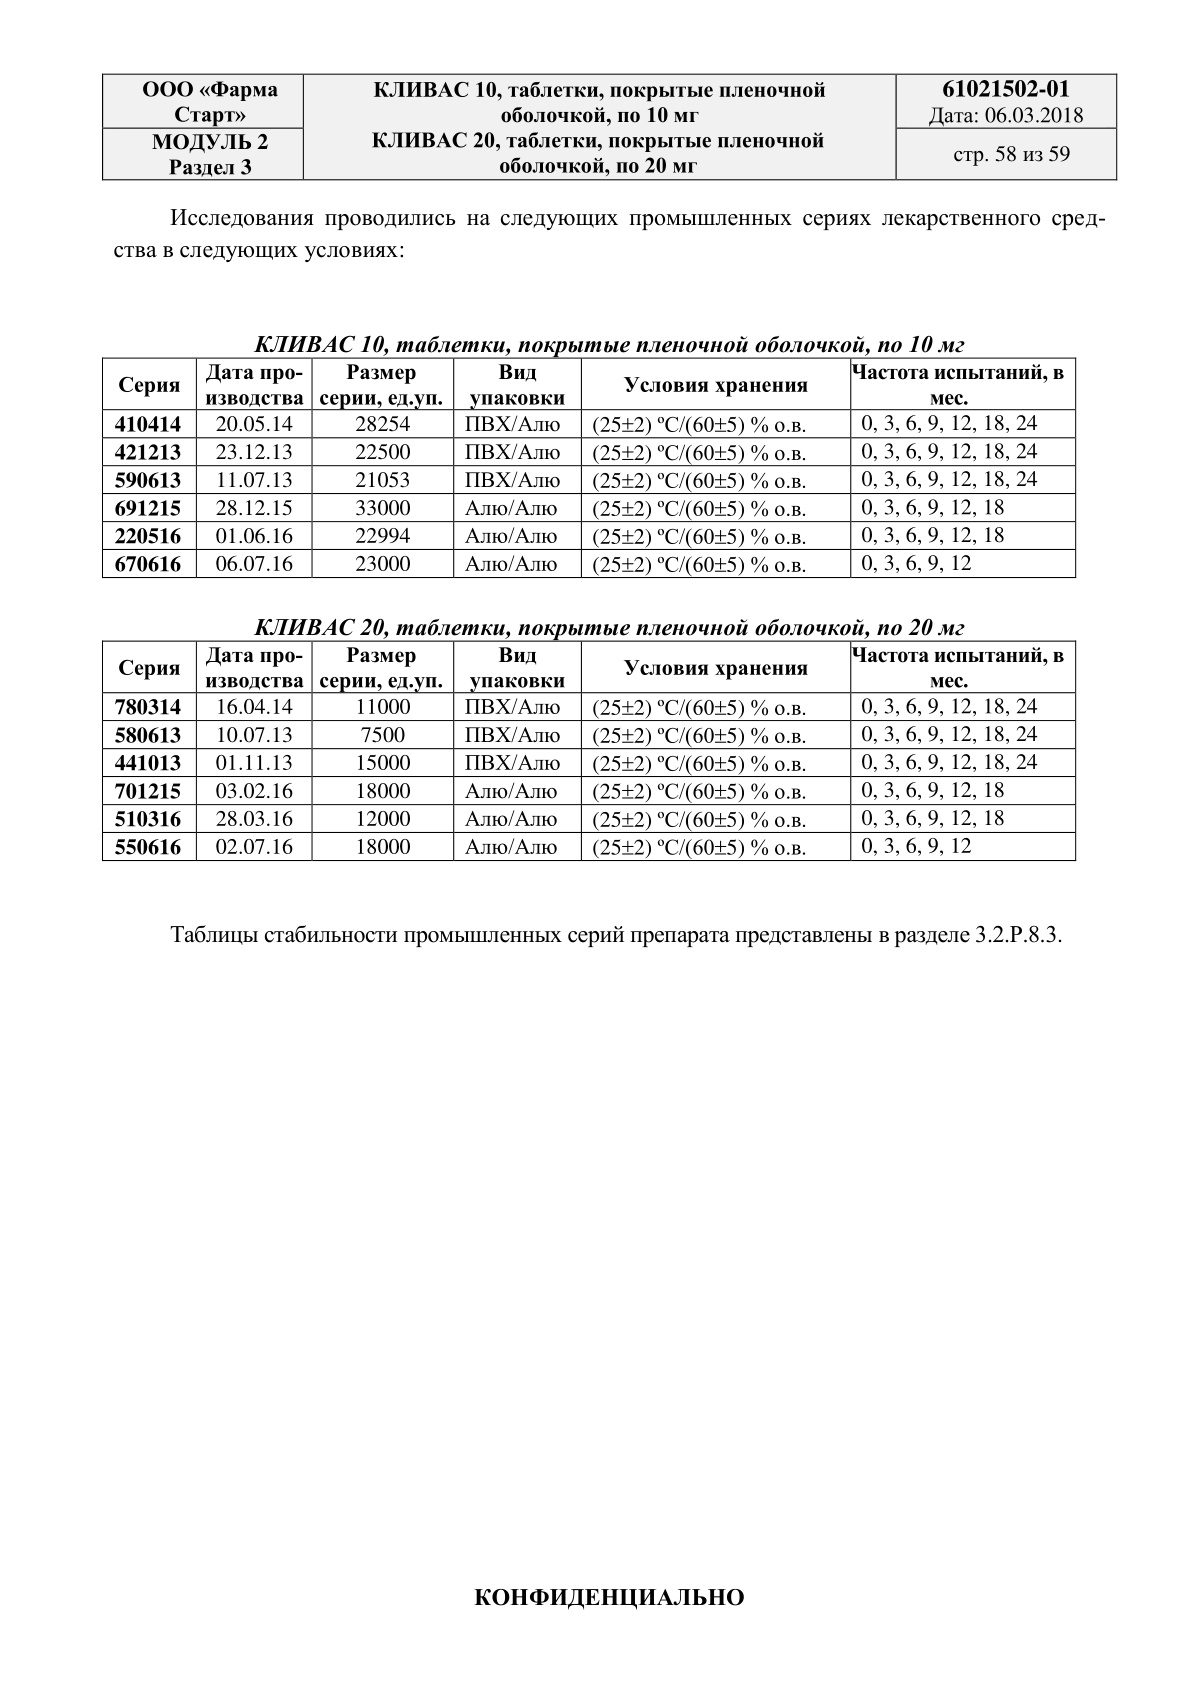 ООО «Фарма
Старт»
МОДУЛЬ 2
Раздел 3
КЛИВАС 10, таблетки, покрытые пленочной
оболочкой, по 10 мг
КЛИВАС 20, таблетки, покрытые пленочной
оболочкой, по 20 мг
61021502-01
Дата: 06.03.2018
стр. 58 из 59
Исследования проводились на следующих промышленных сериях лекарственного сред-
ства в следующих условиях:
КЛИВАС 10, таблетки, покрытые пленочной оболочкой, по 10 мг
Серия Дата про-изводства Размер серии, ед.уп. Вид упаковки Условия хранения Частота испытаний, в мес.
410414 20.05.14 28254 ПВХ/Алю (25±2) ºС/(60±5) % о.в. 0, 3, 6, 9, 12, 18, 24
421213 23.12.13 22500 ПВХ/Алю (25±2) ºС/(60±5) % о.в. 0, 3, 6, 9, 12, 18, 24
590613 11.07.13 21053 ПВХ/Алю (25±2) ºС/(60±5) % о.в. 0, 3, 6, 9, 12, 18, 24
691215 28.12.15 33000 Алю/Алю (25±2) ºС/(60±5) % о.в. 0, 3, 6, 9, 12, 18
220516 01.06.16 22994 Алю/Алю (25±2) ºС/(60±5) % о.в. 0, 3, 6, 9, 12, 18
670616 06.07.16 23000 Алю/Алю (25±2) ºС/(60±5) % о.в. 0, 3, 6, 9, 12
КЛИВАС 20, таблетки, покрытые пленочной оболочкой, по 20 мг
Серия Дата про-изводства Размер серии, ед.уп. Вид упаковки Условия хранения Частота испытаний, в мес.
780314 16.04.14 11000 ПВХ/Алю (25±2) ºС/(60±5) % о.в. 0, 3, 6, 9, 12, 18, 24
580613 10.07.13 7500 ПВХ/Алю (25±2) ºС/(60±5) % о.в. 0, 3, 6, 9, 12, 18, 24
441013 01.11.13 15000 ПВХ/Алю (25±2) ºС/(60±5) % о.в. 0, 3, 6, 9, 12, 18, 24
701215 03.02.16 18000 Алю/Алю (25±2) ºС/(60±5) % о.в. 0, 3, 6, 9, 12, 18
510316 28.03.16 12000 Алю/Алю (25±2) ºС/(60±5) % о.в. 0, 3, 6, 9, 12, 18
550616 02.07.16 18000 Алю/Алю (25±2) ºС/(60±5) % о.в. 0, 3, 6, 9, 12
Таблицы стабильности промышленных серий препарата представлены в разделе 3.2.Р.8.3.
КОНФИДЕНЦИАЛЬНО